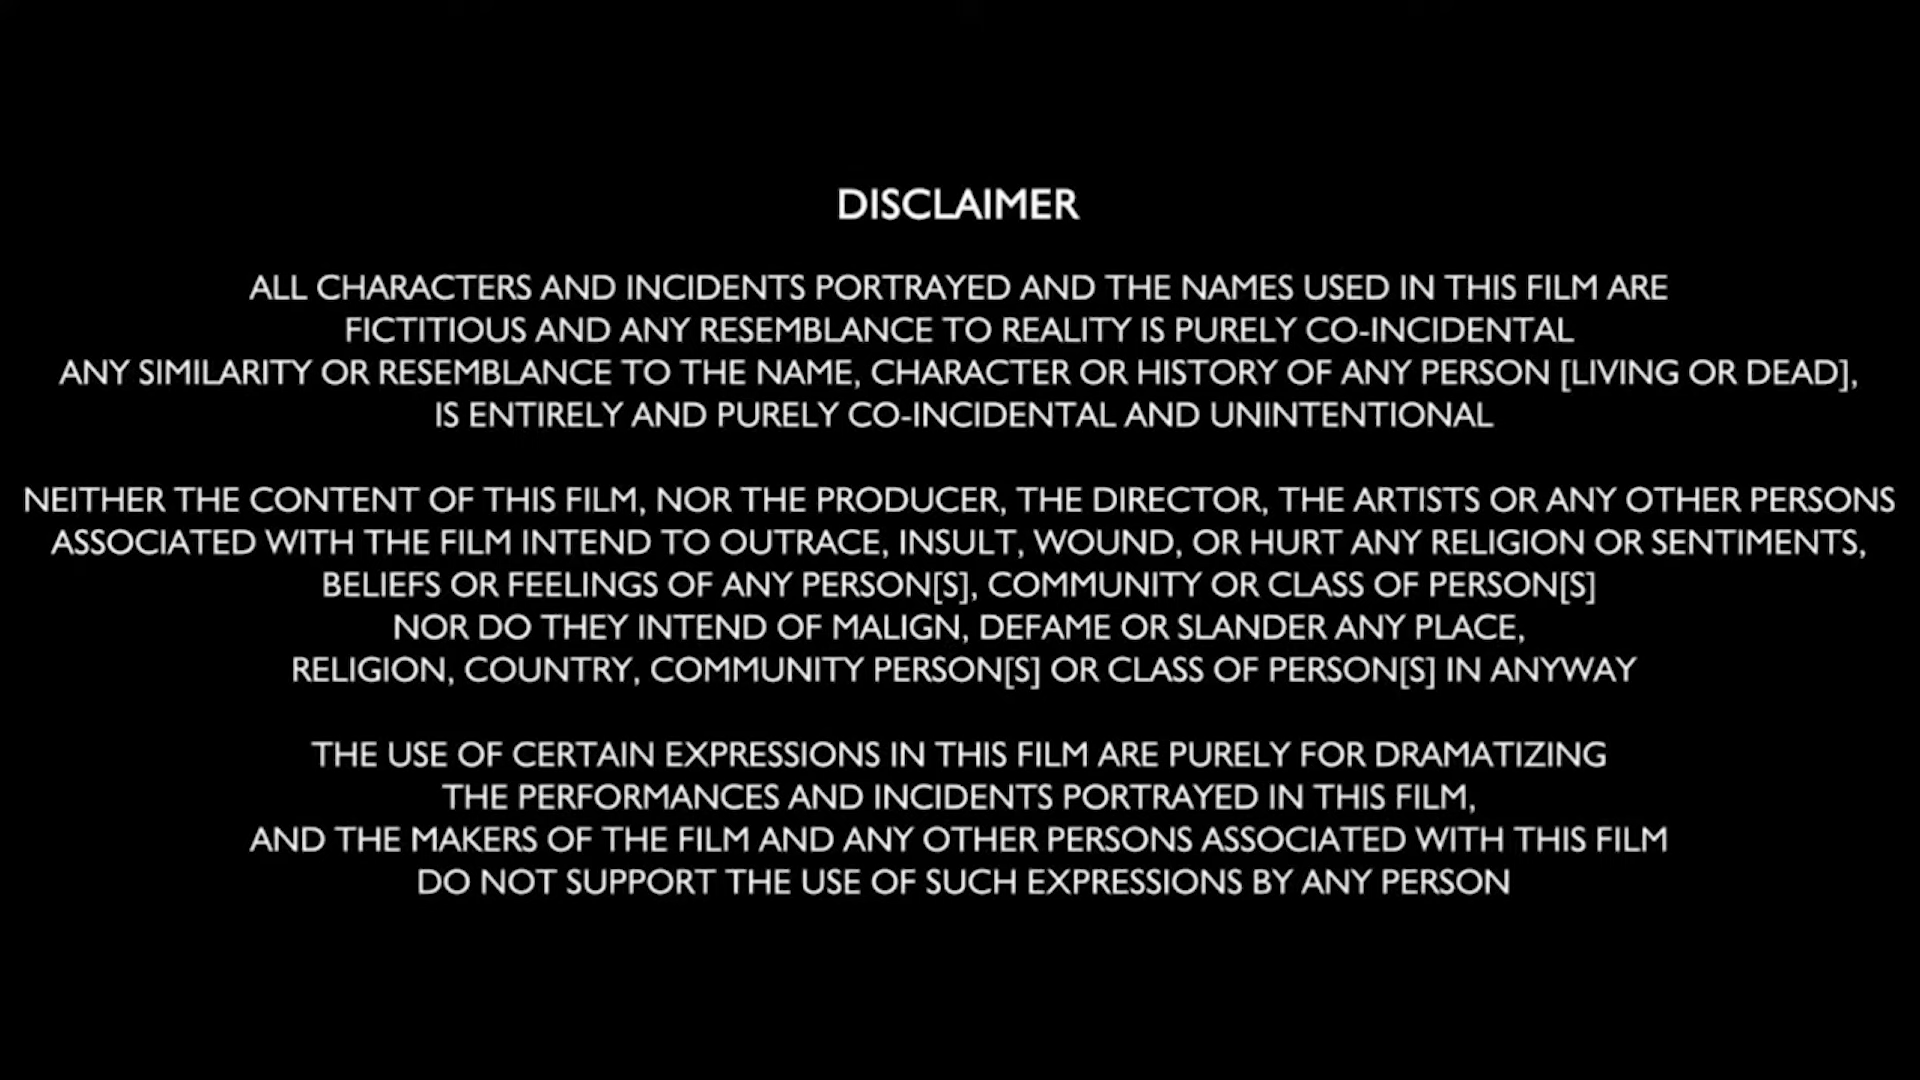 DISCLAIMER
ALL CHARACTERS AND INCIDENTS PORTRAYED AND THE NAMES USED IN THIS FILM ARE
FICTITIOUS AND ANY RESEMBLANCE TO REALITY IS PURELY CO-INCIDENTAL
ANY SIMILARITY OR RESEMBLANCE TO THE NAME, CHARACTER OR HISTORY OF ANY PERSON [LIVING OR DEAD],
IS ENTIRELY AND PURELY CO-INCIDENTAL AND UNINTENTIONAL
NEITHER THE CONTENT OF THIS FILM, NOR THE PRODUCER, THE DIRECTOR, THE ARTISTS OR ANY OTHER PERSONS
ASSOCIATED WITH THE FILM INTEND TO OUTRACE, INSULT, WOUND, OR HURT ANY RELIGION OR SENTIMENTS,
BELIEFS OR FEELINGS OF ANY PERSON[S], COMMUNITY OR CLASS OF PERSON[S]
NOR DO THEY INTEND OF MALIGN, DEFAME OR SLANDER ANY PLACE,
RELIGION, COUNTRY, COMMUNITY PERSON[S] OR CLASS OF PERSON[S] IN ANYWAY
THE USE OF CERTAIN EXPRESSIONS IN THIS FILM ARE PURELY FOR DRAMATIZING
THE PERFORMANCES AND INCIDENTS PORTRAYED IN THIS FILM,
AND THE MAKERS OF THE FILM AND ANY OTHER PERSONS ASSOCIATED WITH THIS FILM
DO NOT SUPPORT THE USE OF SUCH EXPRESSIONS BY ANY PERSON